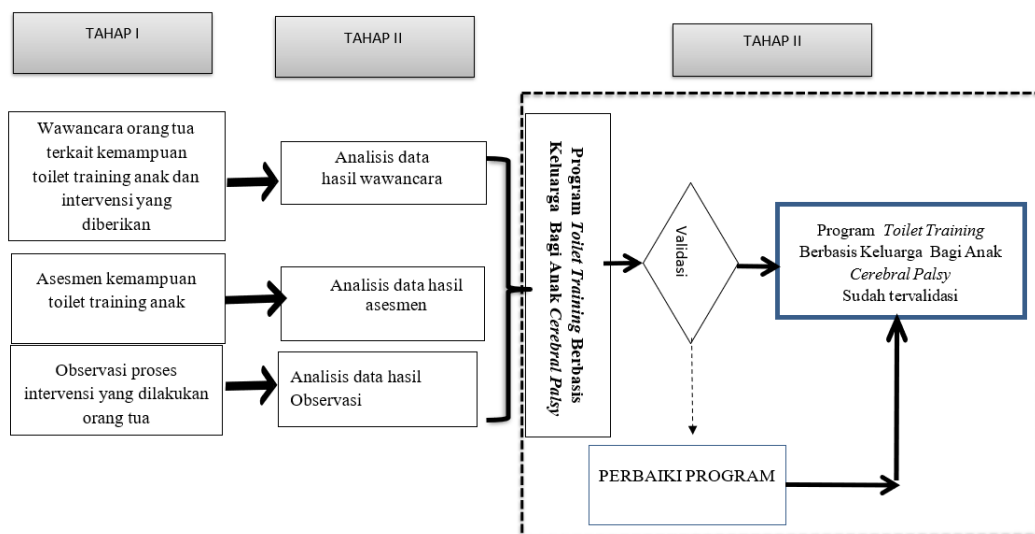 TAHAP I
TAHAP II
TAHAP II
Wawancara orang tua
terkait kemampuan
toilet training anak dan
intervensi yang
diberikan
Analisis data
hasil wawancara
Asesmen kemampuan
toilet training anak
Analisis data hasil
asesmen
Observasi proses
intervensi yang dilakukan
orang tua
Analisis data hasil
Observasi
Program Toilet Training Berbasis
Keluarga Bagi Anak Cerebral Palsy
Validasi
Program Toilet Training
Berbasis Keluarga Bagi Anak
Cerebral Palsy
Sudah tervalidasi
PERBAIKI PROGRAM